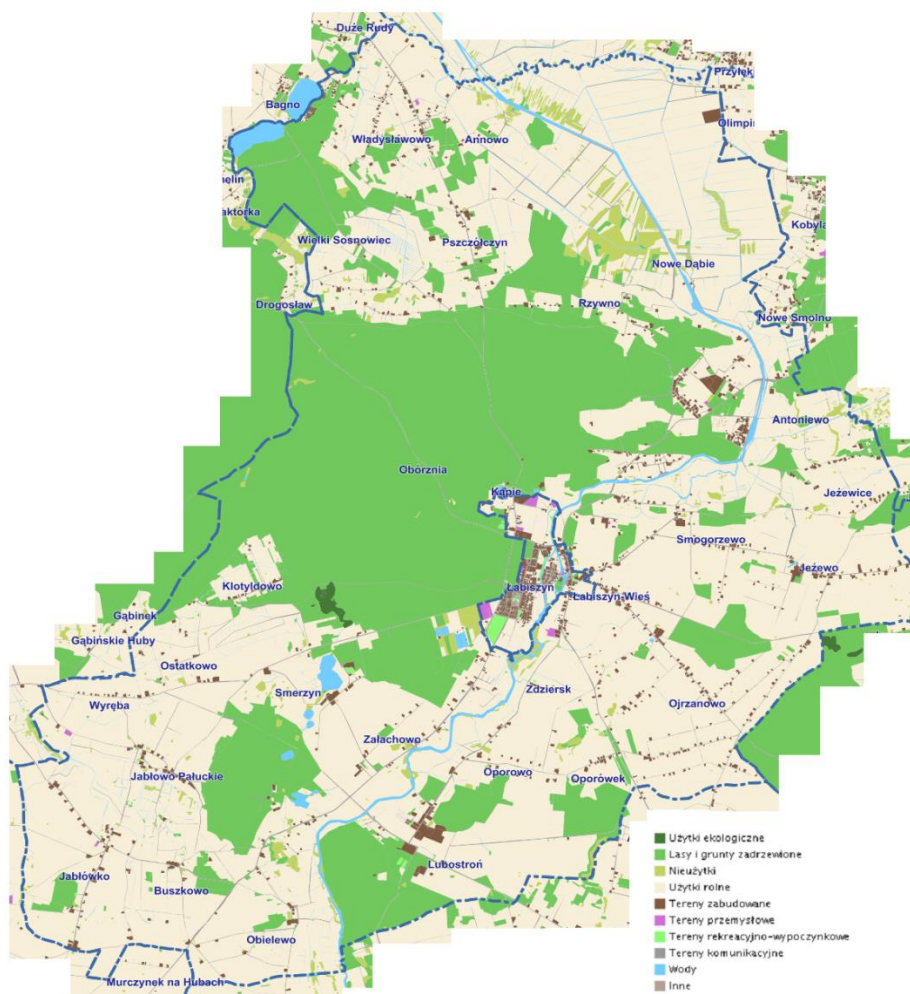 Duże Rudy
Przyłęk
Bagno
Olimpin
Władysławowo
Annowo
aktorka
Kobyla
Wielki Sosnowiec
Pszczółczyn
Nowe Dąbie
Drogosław
Rzywno
Nowe Smolno
Antoniewo
Obórznia
Kąpie
Jeżewice
Smogorzewo
Jeżewo
Klotyldowo
Łabiszyn
Łabiszyn-Wieś
Gąbinek
Gąbińskie Huby
Ostatkowo
Smerzyn
Zdziersk
Wyręba
Ojrzanowo
Załachowo
Jabłowo Pałuckie
Oporowo
Oporówek
Lubostroń
Jabłówko
Buszkowo
Obielewo
Murczynek na Hubach
Użytki ekologiczne
Lasy i grunty zadrzewione
Nieużytki
Użytki rolne
Tereny zabudowane
Tereny przemysłowe
Tereny rekreacyjno-wypoczynkowe
Tereny komunikacyjne
Wody
Inne